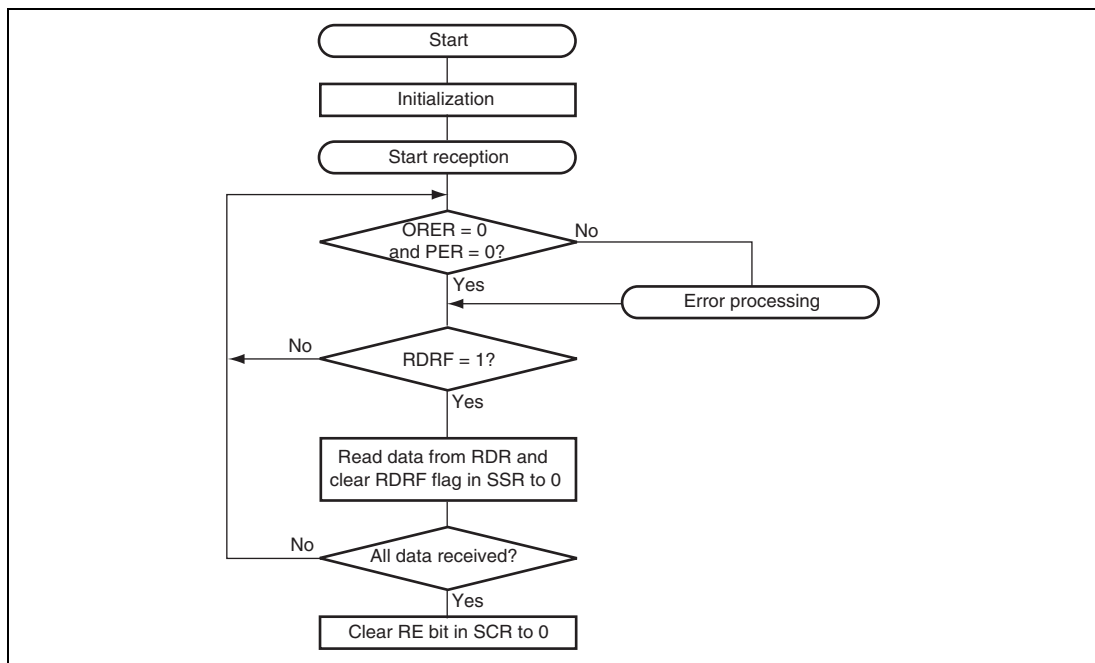 Start
Initialization
Start reception
ORER = 0
and PER = 0?
No
Yes
Error processing
No
RDRF = 1?
Yes
Read data from RDR and
clear RDRF flag in SSR to 0
No
All data received?
Yes
Clear RE bit in SCR to 0